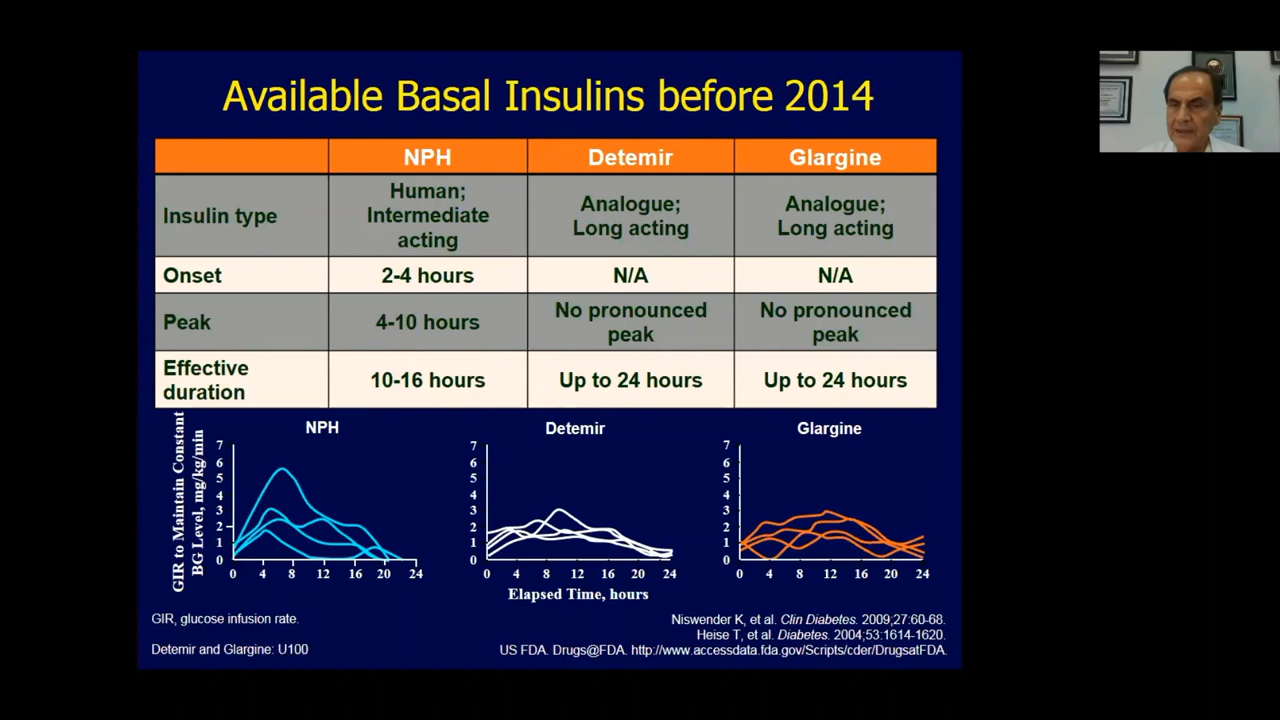 Available Basal Insulins before 2014
NPH
Detemir
Glargine
Insulin type
Human;
Intermediate
acting
Analogue;
Long acting
Analogue;
Long acting
Onset
2-4 hours
N/A
N/A
Peak
4-10 hours
No pronounced
peak
No pronounced
peak
Effective
duration
10-16 hours
Up to 24 hours
Up to 24 hours
GIR to Maintain Constant
BG Level, mg/kg/min
NPH
7
6
5
4
3
2
1
0
0 4 8 12 16 20 24
Detemir
7
6
5
4
3
2
1
0
0 4 8 12 16 20 24
Elapsed Time, hours
Glargine
7
6
5
4
3
2
1
0
0 4 8 12 16 20 24
GIR, glucose infusion rate.
Detemir and Glargine: U100
Niswender K, et al. Clin Diabetes. 2009;27:60-68.
Heise T, et al. Diabetes. 2004;53:1614-1620.
US FDA. Drugs@FDA. http://www.accessdata.fda.gov/Scripts/cder/DrugsatFDA.